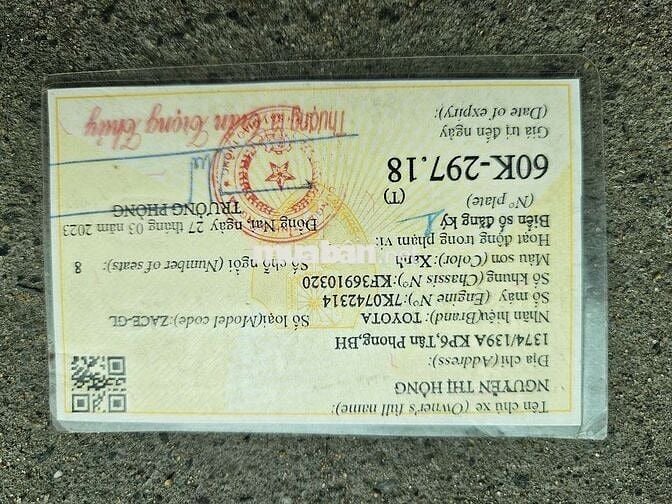 Tên chủ xe (Owner's full name):
NGUYỄN THỊ HỒNG
Địa chỉ (Address):
1374/139A KP6,Tân Phong,BH
Nhãn hiệu(Brand): TOYOTA Số loại(Model code):ZACE-GL
Số máy (Engine N°):7K0742314
Số khung (Chassis N°):KF36910320
Màu sơn (Color):Xanh Số chỗ ngồi (Number of seats): 8
Hoạt động trong phạm vi:
Biển số đăng ký
(N° plate)
Đồng Nai, ngày 27 tháng 03 năm 2023
TRƯỞNG PHÒNG
60K-297.18 (T)
Giá trị đến ngày
(Date of expiry):
Thượng tá Trần Trọng Thủy